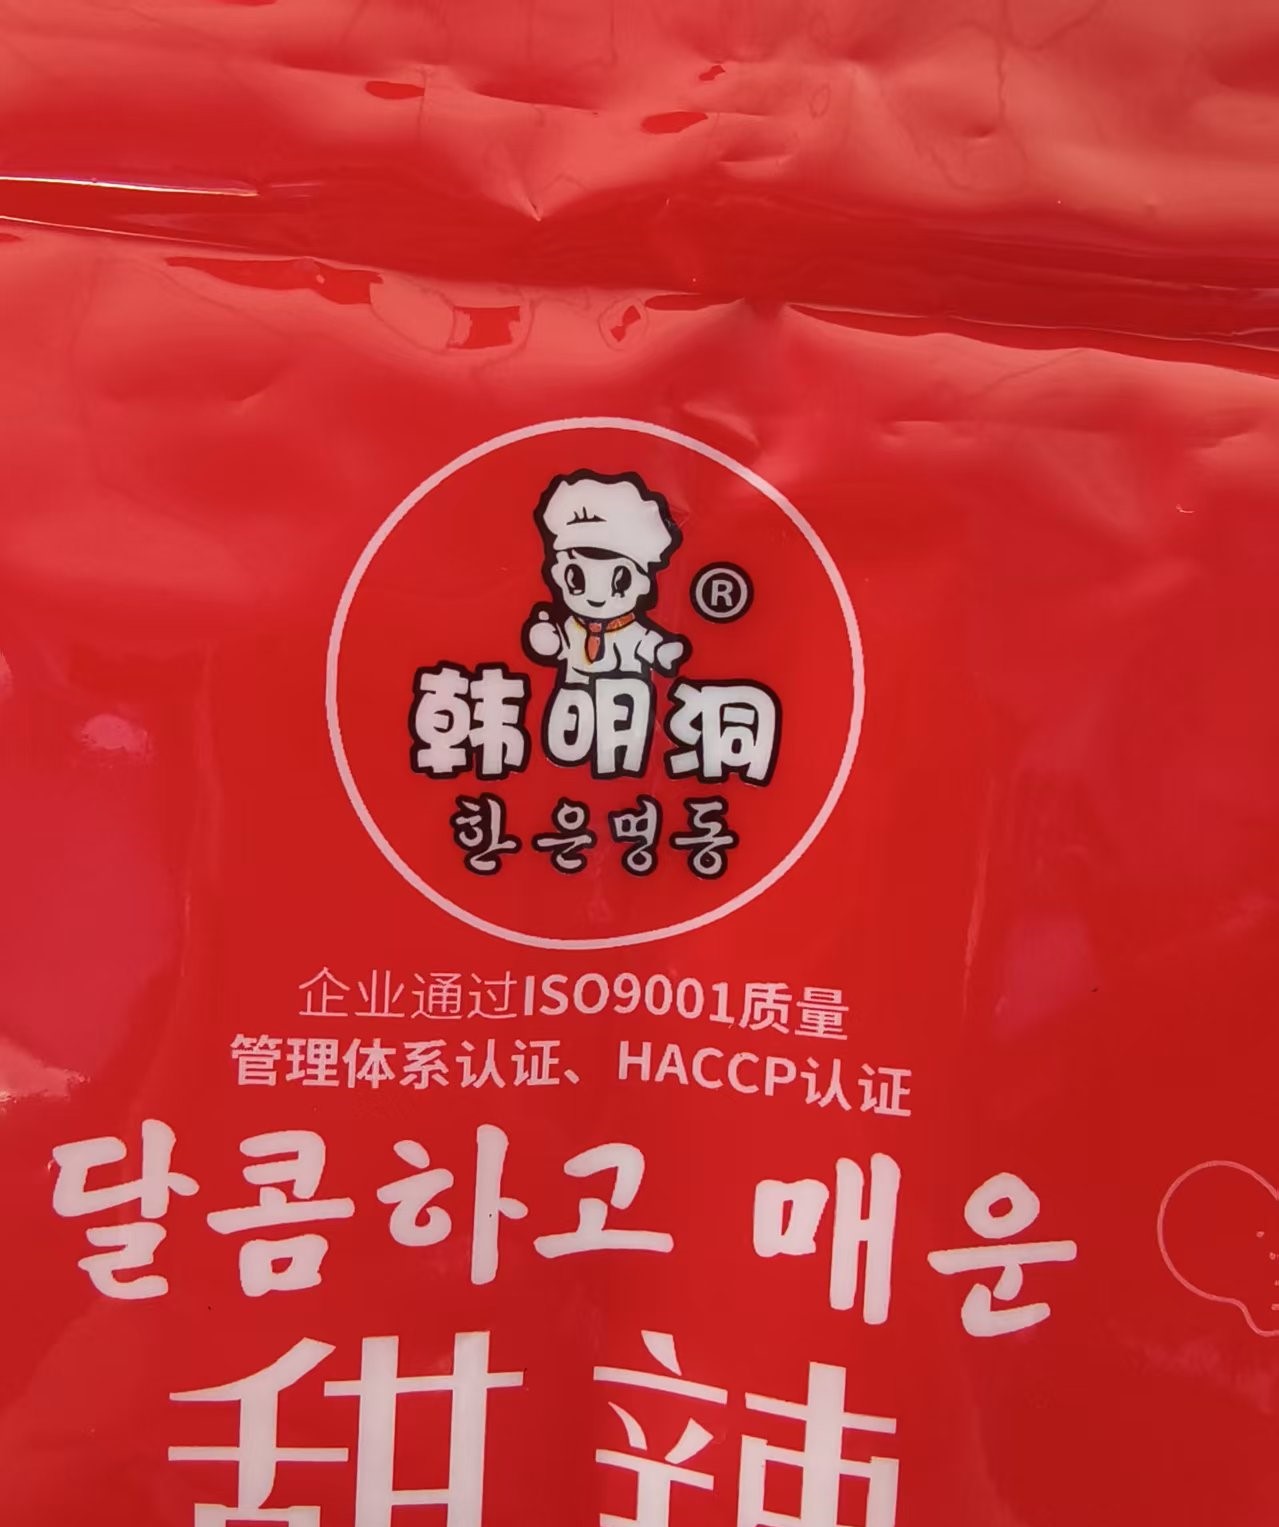 ®
韩明洞
한은명동
企业通过ISO9001质量
管理体系认证、HACCP认证
달콤하고 매운
甜辣